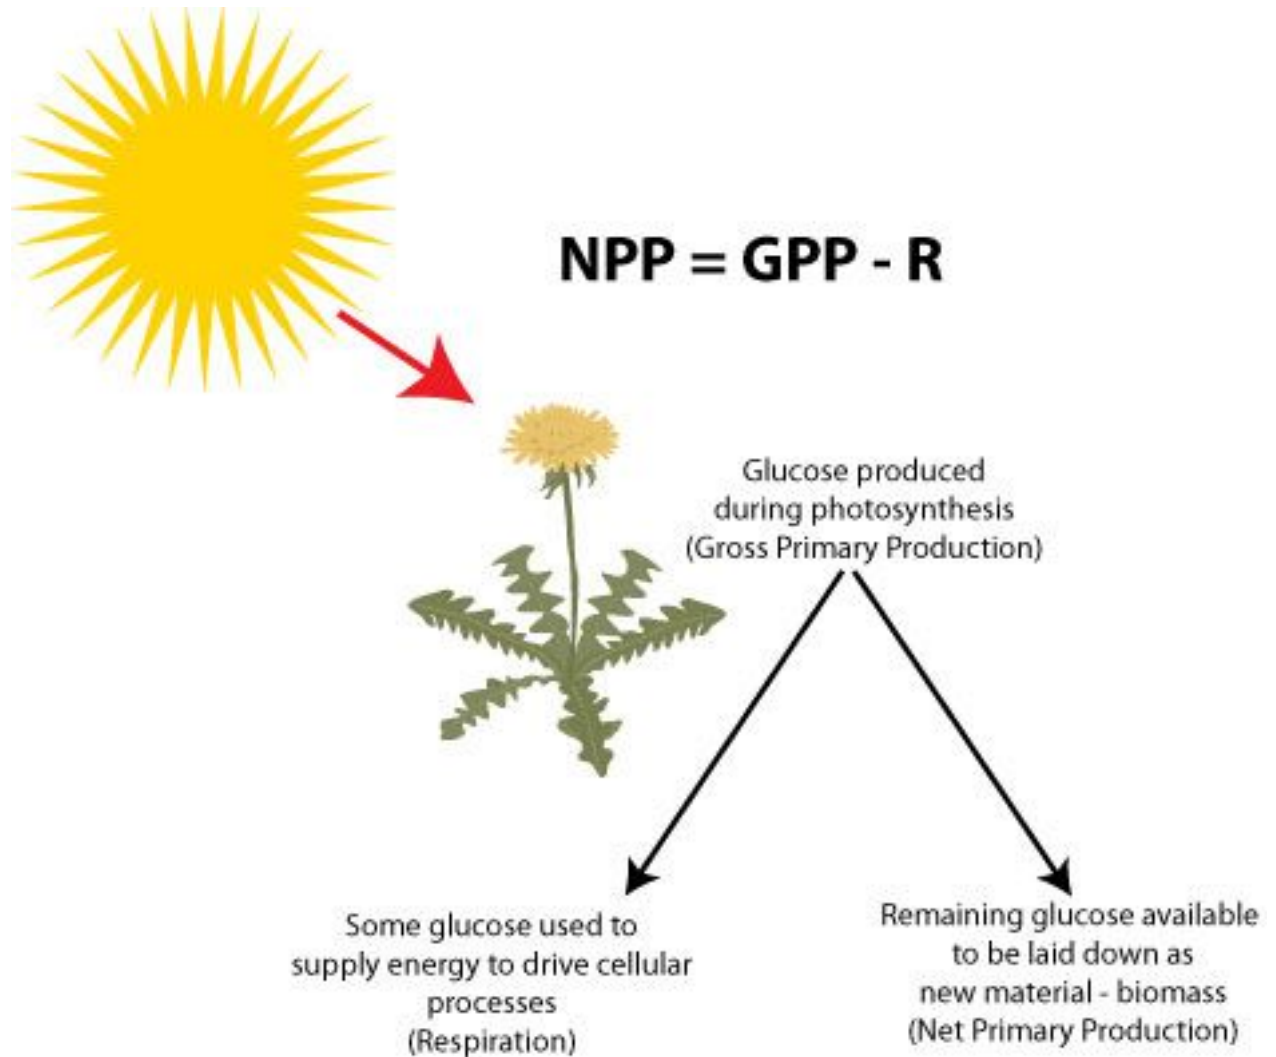 NPP = GPP - R
Glucose produced
during photosynthesis
(Gross Primary Production)
Some glucose used to
supply energy to drive cellular
processes
(Respiration)
Remaining glucose available
to be laid down as
new material - biomass
(Net Primary Production)